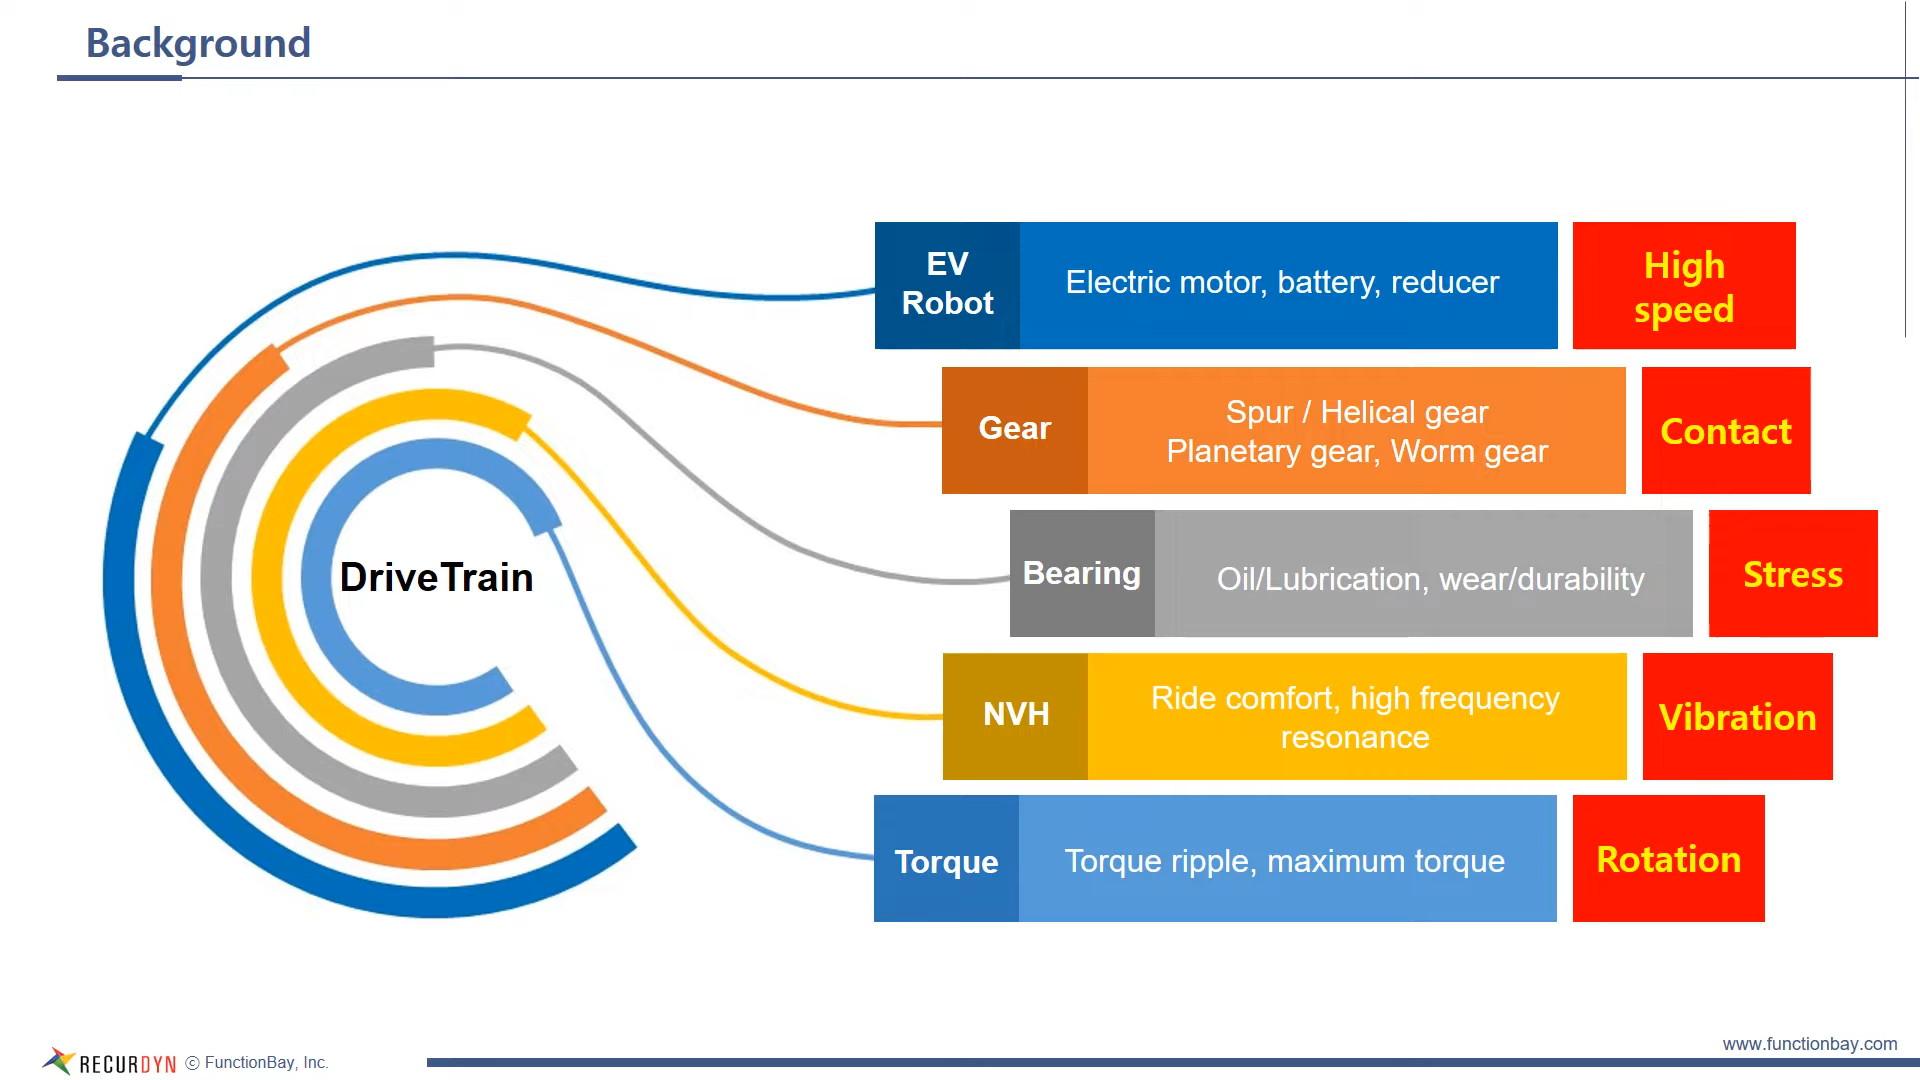 Background
DriveTrain
EV
Robot
Electric motor, battery, reducer
High
speed
Gear
Spur / Helical gear
Planetary gear, Worm gear
Contact
Bearing
Oil/Lubrication, wear/durability
Stress
NVH
Ride comfort, high frequency
resonance
Vibration
Torque
Torque ripple, maximum torque
Rotation
RECURDYN © FunctionBay, Inc.
www.functionbay.com